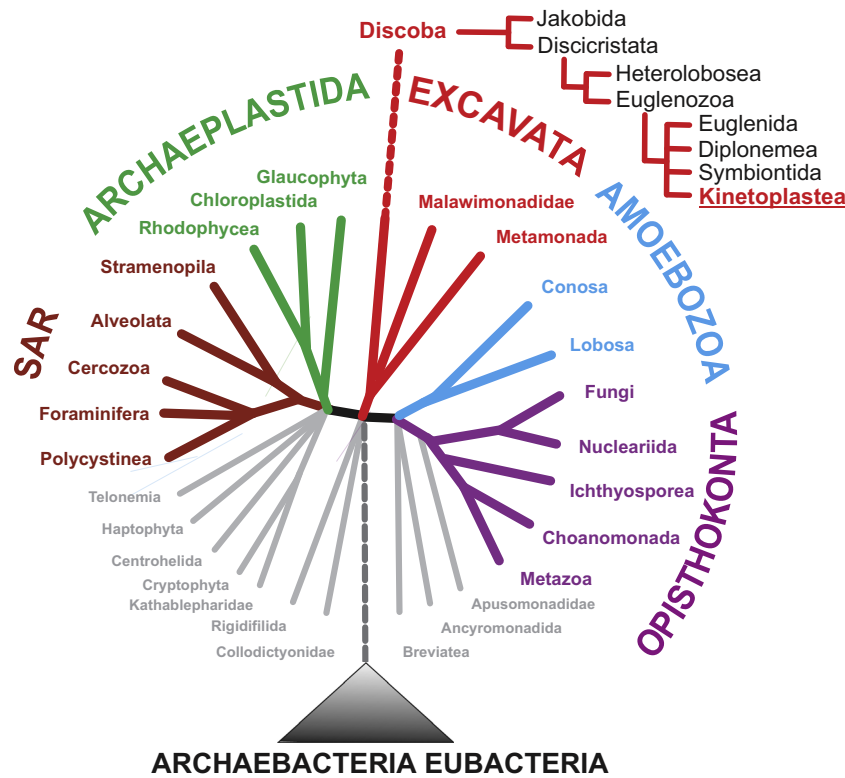 Discoba
Jakobida
Discicristata
Heterolobosea
Euglenozoa
Euglenida
Diplonemea
Symbiontida
Kinetoplastea
ARCHAEPLASTIDA
EXCAVATA
AMOEBOZOA
OPISTHOKONTA
SAR
Glaucophyta
Chloroplastida
Rhodophycea
Stramenopila
Alveolata
Cercozoa
Foraminifera
Polycystinea
Malawimonadidae
Metamonada
Conosa
Lobosa
Fungi
Nucleariida
Ichthyosporea
Choanomonada
Metazoa
Telonemia
Haptophyta
Centrohelida
Cryptophyta
Kathablepharidae
Rigidifilida
Collodictyonidae
Breviatea
Ancyromonadida
Apusomonadidae
ARCHAEBACTERIA EUBACTERIA